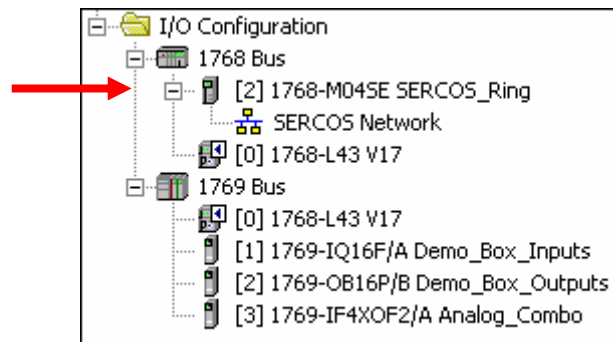 I/O Configuration
1768 Bus
[2] 1768-M04SE SERCOS_Ring
SERCOS Network
[0] 1768-L43 V17
1769 Bus
[0] 1768-L43 V17
[1] 1769-IQ16F/A Demo_Box_Inputs
[2] 1769-OB16P/B Demo_Box_Outputs
[3] 1769-IF4XOF2/A Analog_Combo